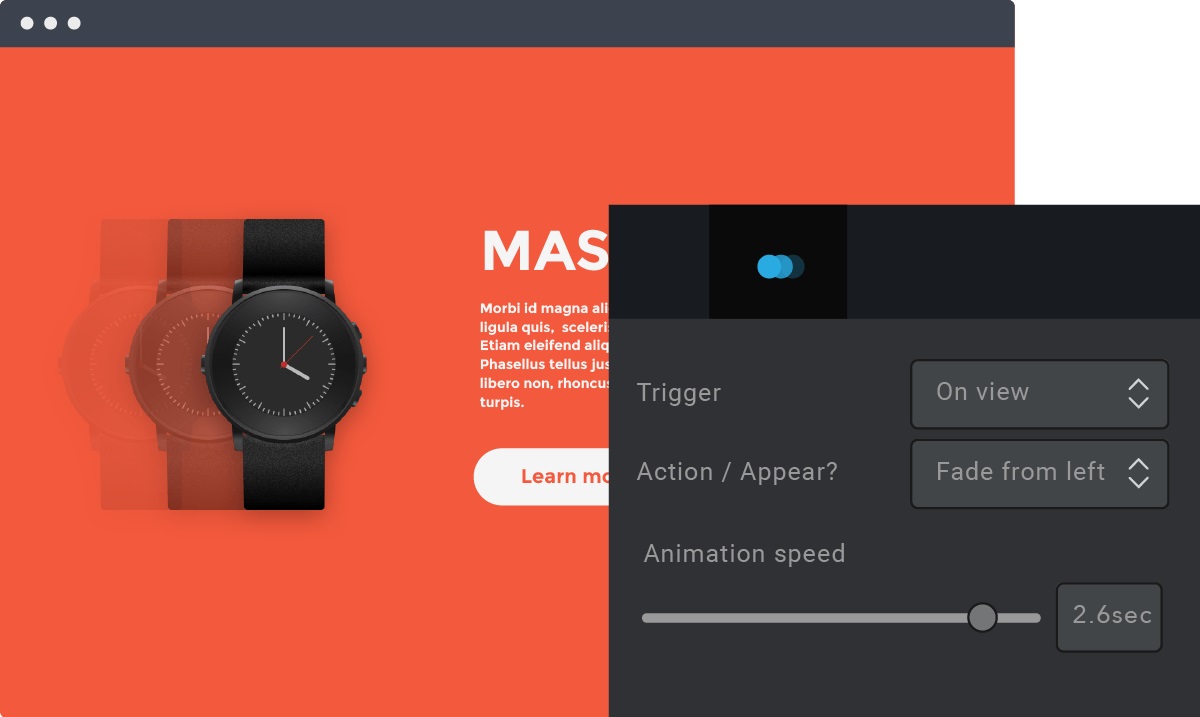 MAS
Morbi id magna ali
ligula quis, sceleri
Etiam eleifend aliq
Phasellus tellus jus
libero non, rhoncus
turpis.
Learn mo
Trigger
On view
Action / Appear?
Fade from left
Animation speed
2.6sec